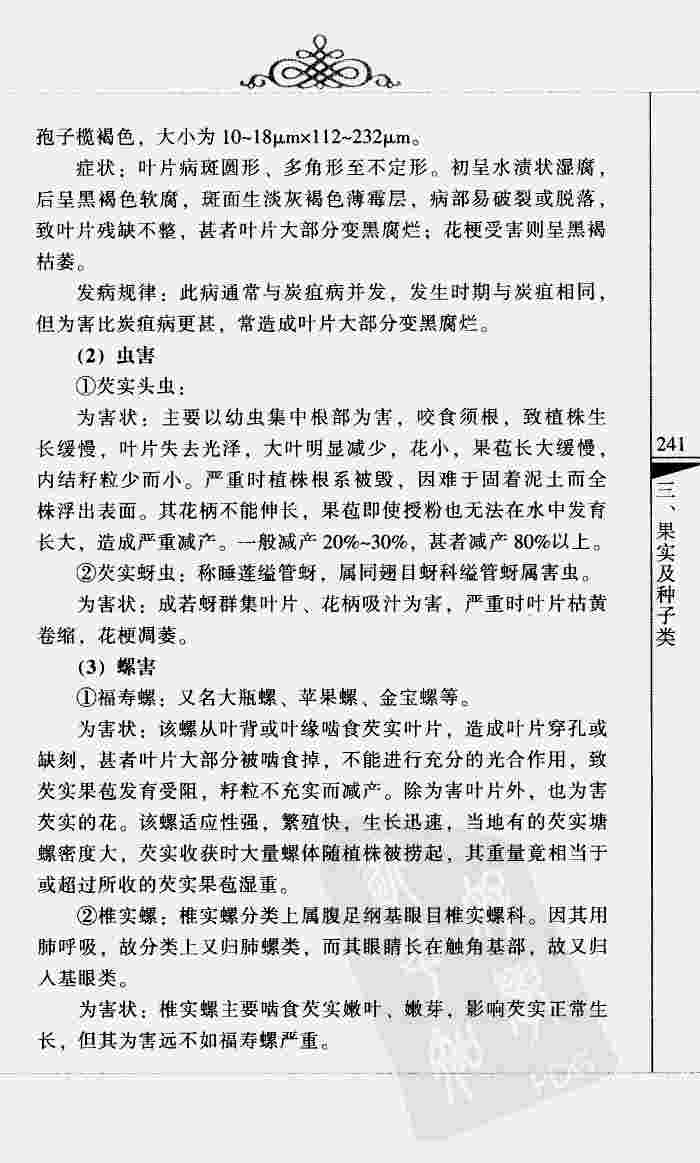 孢子榄褐色，大小为 10~18μm×112~232μm。
症状：叶片病斑圆形、多角形至不定形。初呈水渍状湿腐，
后呈黑褐色软腐，斑面生淡灰褐色薄霉层，病部易破裂或脱落，
致叶片残缺不整，甚者叶片大部分变黑腐烂；花梗受害则呈黑褐
枯萎。
发病规律：此病通常与炭疽病并发，发生时期与炭疽相同，
但为害比炭疽病更甚，常造成叶片大部分变黑腐烂。
（2）虫害
①芡实头虫：
为害状：主要以幼虫集中根部为害，咬食须根，致植株生
长缓慢，叶片失去光泽，大叶明显减少，花小，果苞长大缓慢，
内结籽粒少而小。严重时植株根系被毁，因难于固着泥土而全
株浮出表面。其花柄不能伸长，果苞即使授粉也无法在水中发育
长大，造成严重减产。一般减产 20%~30%，甚者减产 80%以上。
②芡实蚜虫：称睡莲缢管蚜，属同翅目蚜科缢管蚜属害虫。
为害状：成若蚜群集叶片、花柄吸汁为害，严重时叶片枯黄
卷缩，花梗凋萎。
（3）螺害
①福寿螺：又名大瓶螺、苹果螺、金宝螺等。
为害状：该螺从叶背或叶缘啮食芡实叶片，造成叶片穿孔或
缺刻，甚者叶片大部分被啮食掉，不能进行充分的光合作用，致
芡实果苞发育受阻，籽粒不充实而减产。除为害叶片外，也为害
芡实的花。该螺适应性强，繁殖快，生长迅速，当地有的芡实塘
螺密度大，芡实收获时大量螺体随植株被捞起，其重量竟相当于
或超过所收的芡实果苞湿重。
②椎实螺：椎实螺分类上属腹足纲基眼目椎实螺科。因其用
肺呼吸，故分类上又归肺螺类，而其眼睛长在触角基部，故又归
入基眼类。
为害状：椎实螺主要啮食芡实嫩叶、嫩芽，影响芡实正常生
长，但其为害远不如福寿螺严重。
241
三、果实及种子类